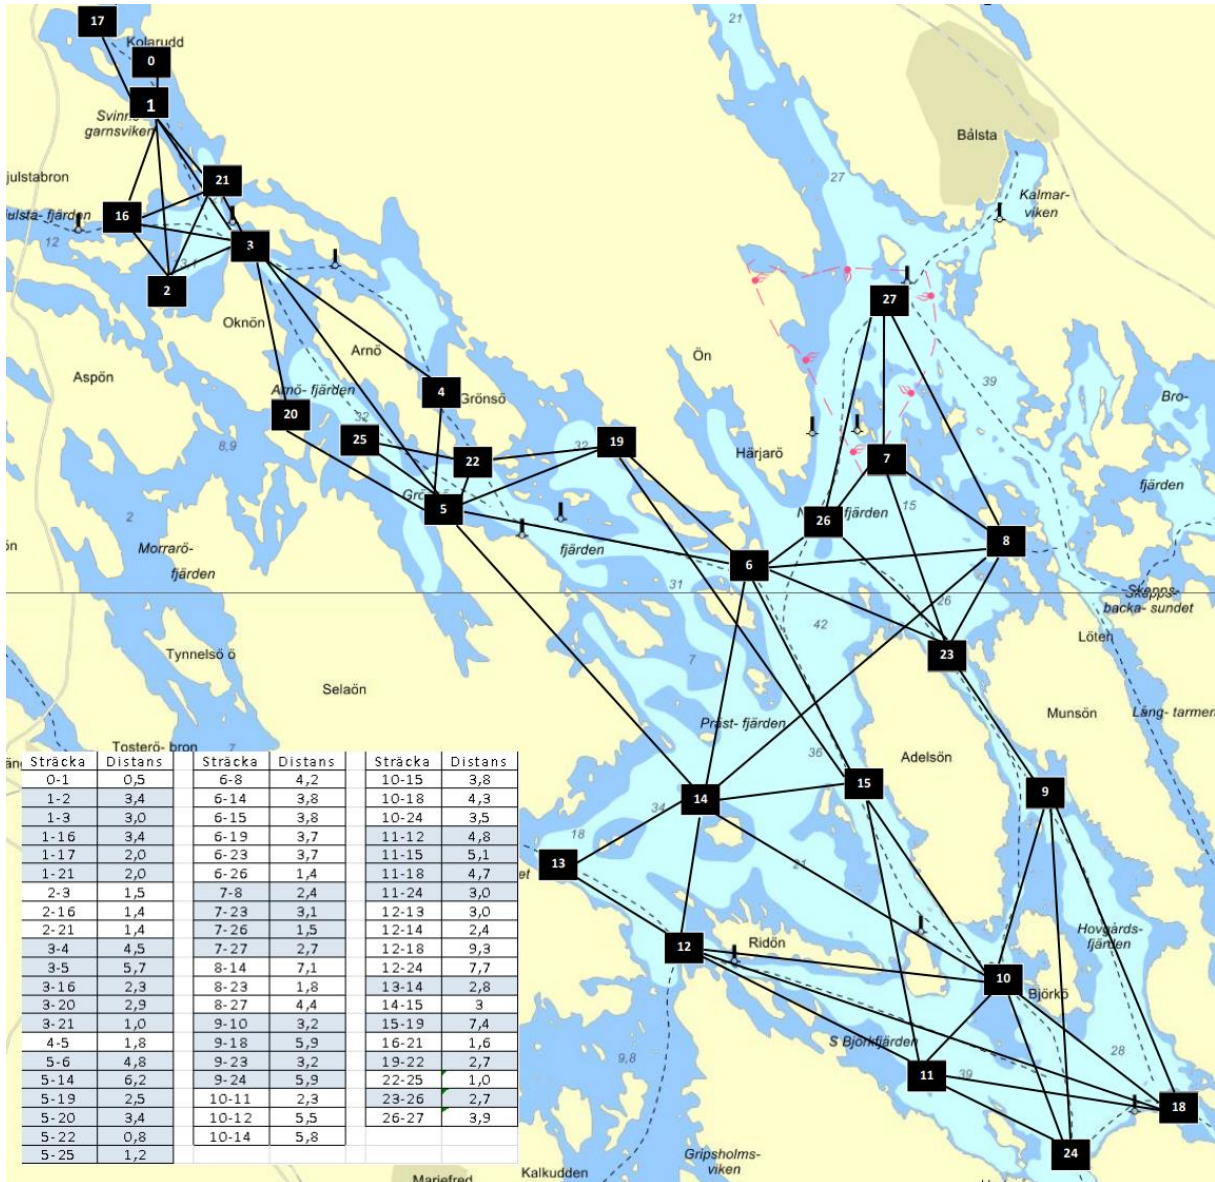 21
17
Kolarudd
0
1
Svinne-
garnsviken
Bålsta
27
julstabron
21
Kalmar-
viken
16
ulsta- fjärden
12
3
13,1
2
27
Oknön
Arnö
Ön
39
Aspön
Arnö- fjärden
4
Grönsö
Bro-
20
32
25
19
32
8,9
22
Härjarö
7
fjärden
15
2
5
26
fjärden
8
ön
Morrarö-
fjärden
fjärden
6
31
Skepps-
backa- sundet
26
42
Löten
Tynnelsö ö
7
23
Selaön
Munsön
Lång- tarmen
Präst- fjärden
Tosterö- bron
7
36
Adelsön
15
9
14
34
18
13
et
21
12
Ridön
Hovgårds-
fjärden
10
Björkö
S Björkfjärden
9,8
28
11
39
18
24
Gripsholms-
viken
Kalkudden
Mariefred
Sträcka Distans Sträcka Distans Sträcka Distans
0-1 0,5 6-8 4,2 10-15 3,8
1-2 3,4 6-14 3,8 10-18 4,3
1-3 3,0 6-15 3,8 10-24 3,5
1-16 3,4 6-19 3,7 11-12 4,8
1-17 2,0 6-23 3,7 11-15 5,1
1-21 2,0 6-26 1,4 11-18 4,7
2-3 1,5 7-8 2,4 11-24 3,0
2-16 1,4 7-23 3,1 12-13 3,0
2-21 1,4 7-26 1,5 12-14 2,4
3-4 4,5 7-27 2,7 12-18 9,3
3-5 5,7 8-14 7,1 12-24 7,7
3-16 2,3 8-23 1,8 13-14 2,8
3-20 2,9 8-27 4,4 14-15 3
3-21 1,0 9-10 3,2 15-19 7,4
4-5 1,8 9-18 5,9 16-21 1,6
5-6 4,8 9-23 3,2 19-22 2,7
5-14 6,2 9-24 5,9 22-25 1,0
5-19 2,5 10-11 2,3 23-26 2,7
5-20 3,4 10-12 5,5 26-27 3,9
5-22 0,8 10-14 5,8
5-25 1,2